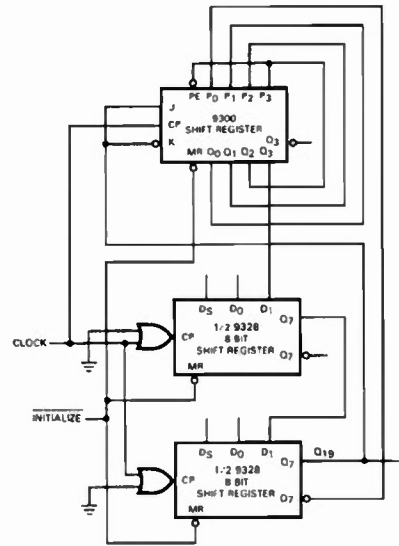 PE P0 P1 P2 P3
J
CP
K
9300
SHIFT REGISTER
Q3
MR Q0 Q1 Q2 Q3
DS D0 D1
CP
1/2 9328
8 BIT
SHIFT REGISTER
Q7
Q7
MR
CLOCK
INITIALIZE
DS D0 D1
CP
1/2 9328
8 BIT
SHIFT REGISTER
Q7
Q19
Q7
MR